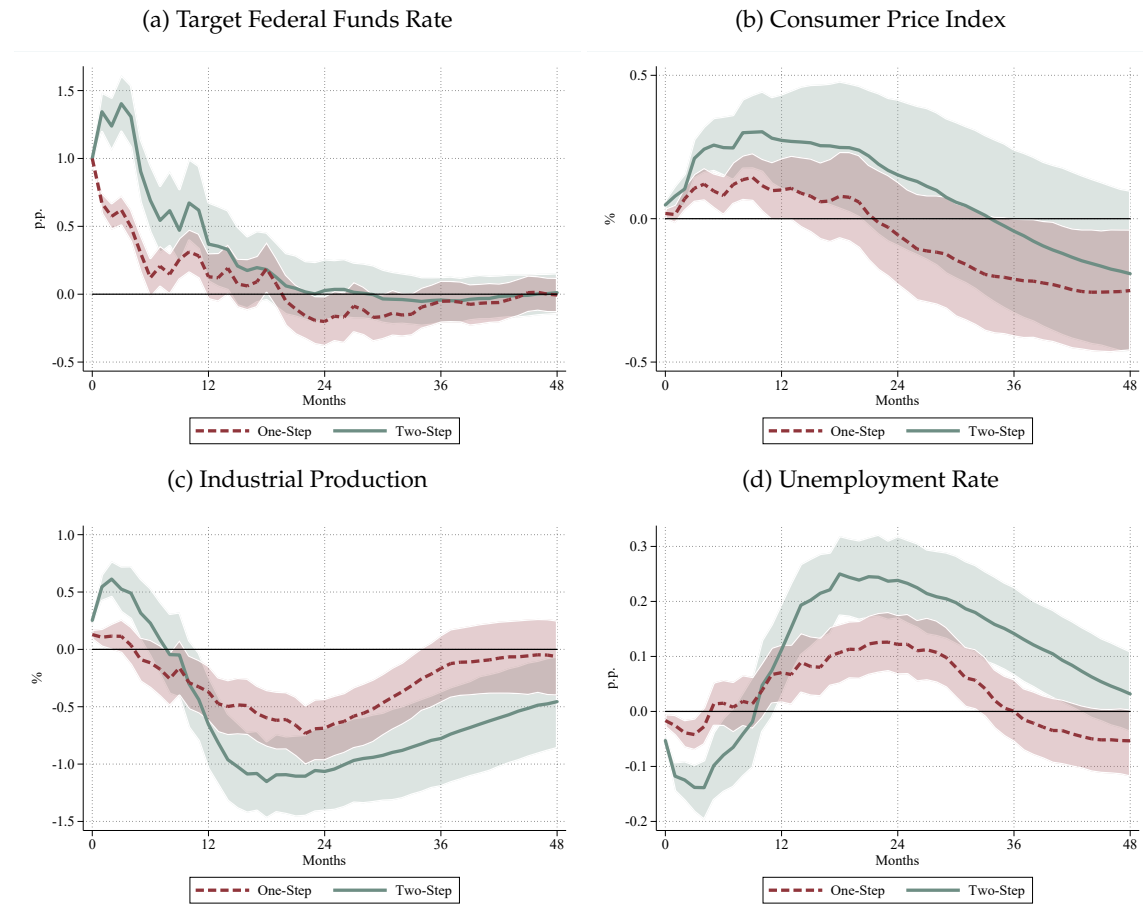 (a) Target Federal Funds Rate
1.5
1.0
0.5
0.0
-0.5
p.p.
0 12 24 36 48
Months
One-Step Two-Step
(b) Consumer Price Index
0.5
0.0
-0.5
%
0 12 24 36 48
Months
One-Step Two-Step
(c) Industrial Production
1.0
0.5
0.0
-0.5
-1.0
-1.5
%
0 12 24 36 48
Months
One-Step Two-Step
(d) Unemployment Rate
0.3
0.2
0.1
0.0
-0.1
-0.2
p.p.
0 12 24 36 48
Months
One-Step Two-Step